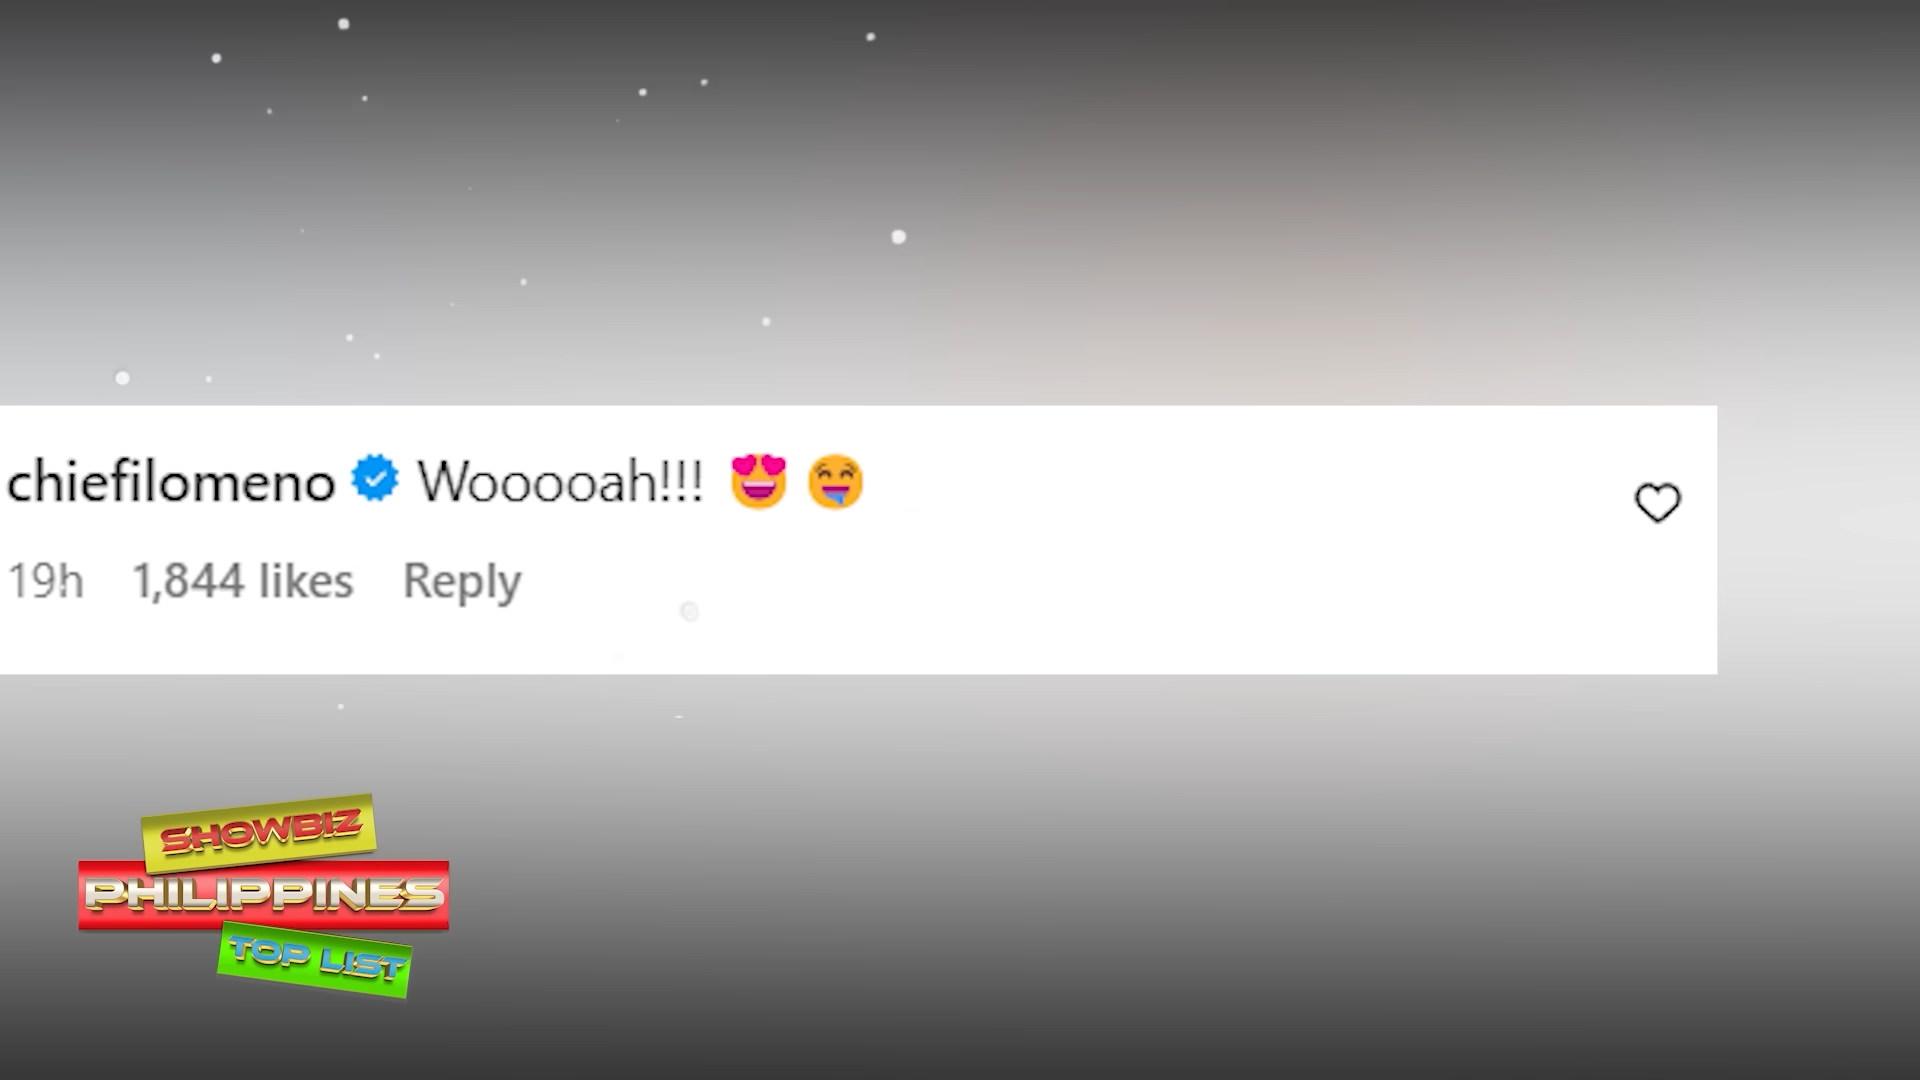 chiefilomeno Wooooah!!! 😍 🤤
19h 1,844 likes Reply
SHOWBIZ
PHILIPPINES
TOP LIST